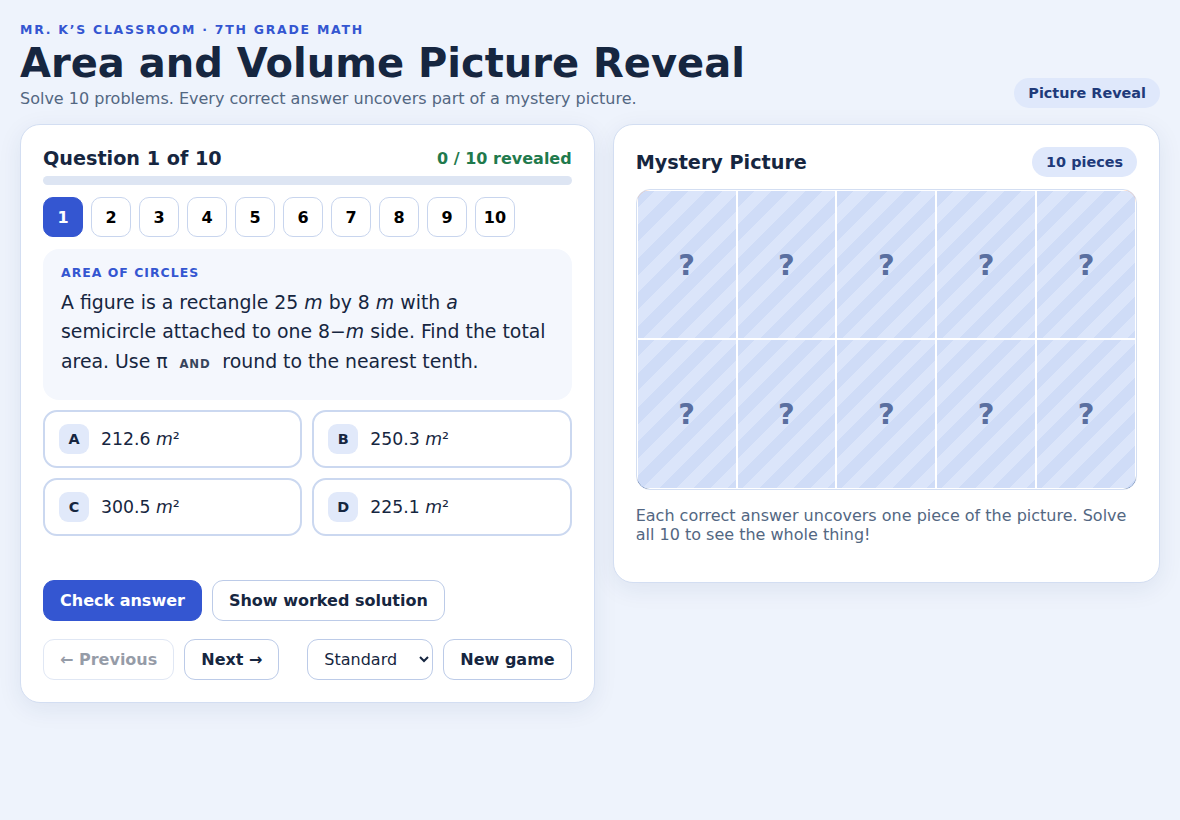 MR. K’S CLASSROOM · 7TH GRADE MATH
Area and Volume Picture Reveal
Solve 10 problems. Every correct answer uncovers part of a mystery picture.
Picture Reveal
Question 1 of 10
0 / 10 revealed
1 2 3 4 5 6 7 8 9 10
AREA OF CIRCLES
A figure is a rectangle 25 m by 8 m with a
semicircle attached to one 8−m side. Find the total
area. Use π AND round to the nearest tenth.
A 212.6 m²
B 250.3 m²
C 300.5 m²
D 225.1 m²
Check answer
Show worked solution
← Previous
Next →
Standard
New game
Mystery Picture
10 pieces
? ? ? ? ?
? ? ? ? ?
Each correct answer uncovers one piece of the picture. Solve
all 10 to see the whole thing!